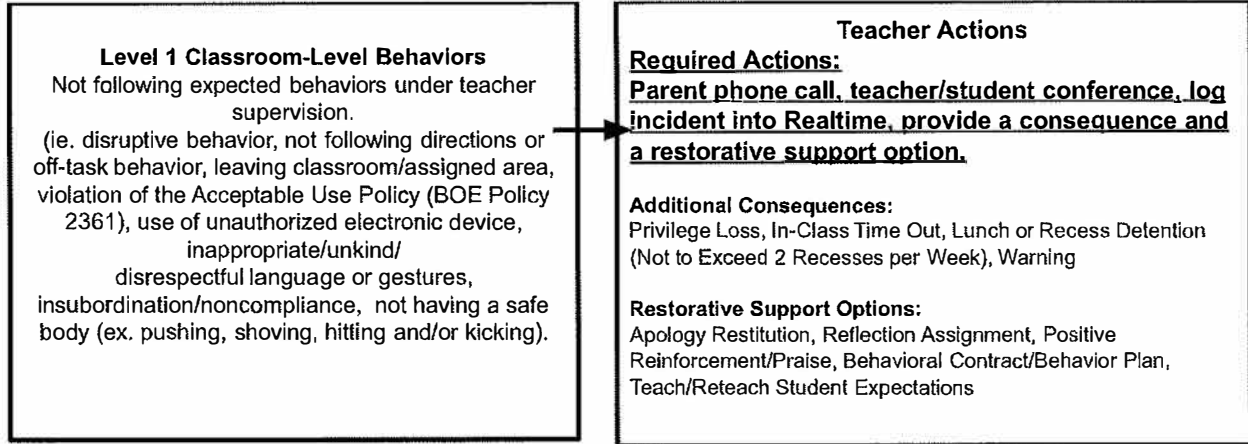 Level 1 Classroom-Level Behaviors
Not following expected behaviors under teacher
supervision.
(ie. disruptive behavior, not following directions or
off-task behavior, leaving classroom/assigned area,
violation of the Acceptable Use Policy (BOE Policy
2361), use of unauthorized electronic device,
inappropriate/unkind/
disrespectful language or gestures,
insubordination/noncompliance, not having a safe
body (ex. pushing, shoving, hitting and/or kicking).
Teacher Actions
Required Actions:
Parent phone call, teacher/student conference, log
incident into Realtime, provide a consequence and
a restorative support option.
Additional Consequences:
Privilege Loss, In-Class Time Out, Lunch or Recess Detention
(Not to Exceed 2 Recesses per Week), Warning
Restorative Support Options:
Apology Restitution, Reflection Assignment, Positive
Reinforcement/Praise, Behavioral Contract/Behavior Plan,
Teach/Reteach Student Expectations